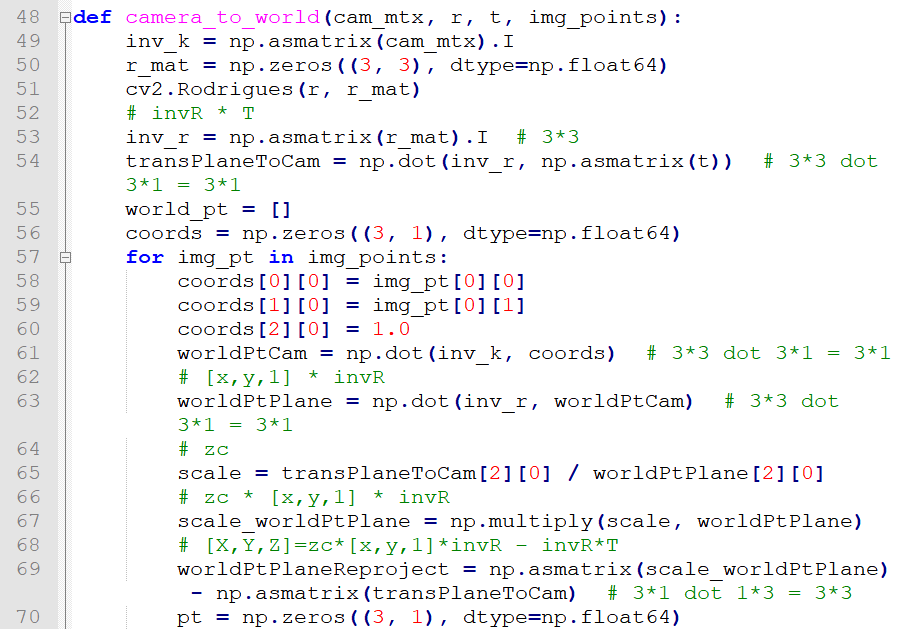 48 def camera_to_world(cam_mtx, r, t, img_points):
49 inv_k = np.asmatrix(cam_mtx).I
50 r_mat = np.zeros((3, 3), dtype=np.float64)
51 cv2.Rodrigues(r, r_mat)
52 # invR * T
53 inv_r = np.asmatrix(r_mat).I  # 3*3
54 transPlaneToCam = np.dot(inv_r, np.asmatrix(t))  # 3*3 dot
3*1 = 3*1
55 world_pt = []
56 coords = np.zeros((3, 1), dtype=np.float64)
57 for img_pt in img_points:
58 coords[0][0] = img_pt[0][0]
59 coords[1][0] = img_pt[0][1]
60 coords[2][0] = 1.0
61 worldPtCam = np.dot(inv_k, coords)  # 3*3 dot 3*1 = 3*1
62 # [x,y,1] * invR
63 worldPtPlane = np.dot(inv_r, worldPtCam)  # 3*3 dot
3*1 = 3*1
64 # zc
65 scale = transPlaneToCam[2][0] / worldPtPlane[2][0]
66 # zc * [x,y,1] * invR
67 scale_worldPtPlane = np.multiply(scale, worldPtPlane)
68 # [X,Y,Z]=zc*[x,y,1]*invR - invR*T
69 worldPtPlaneReproject = np.asmatrix(scale_worldPtPlane)
- np.asmatrix(transPlaneToCam)  # 3*1 dot 1*3 = 3*3
70 pt = np.zeros((3, 1), dtype=np.float64)